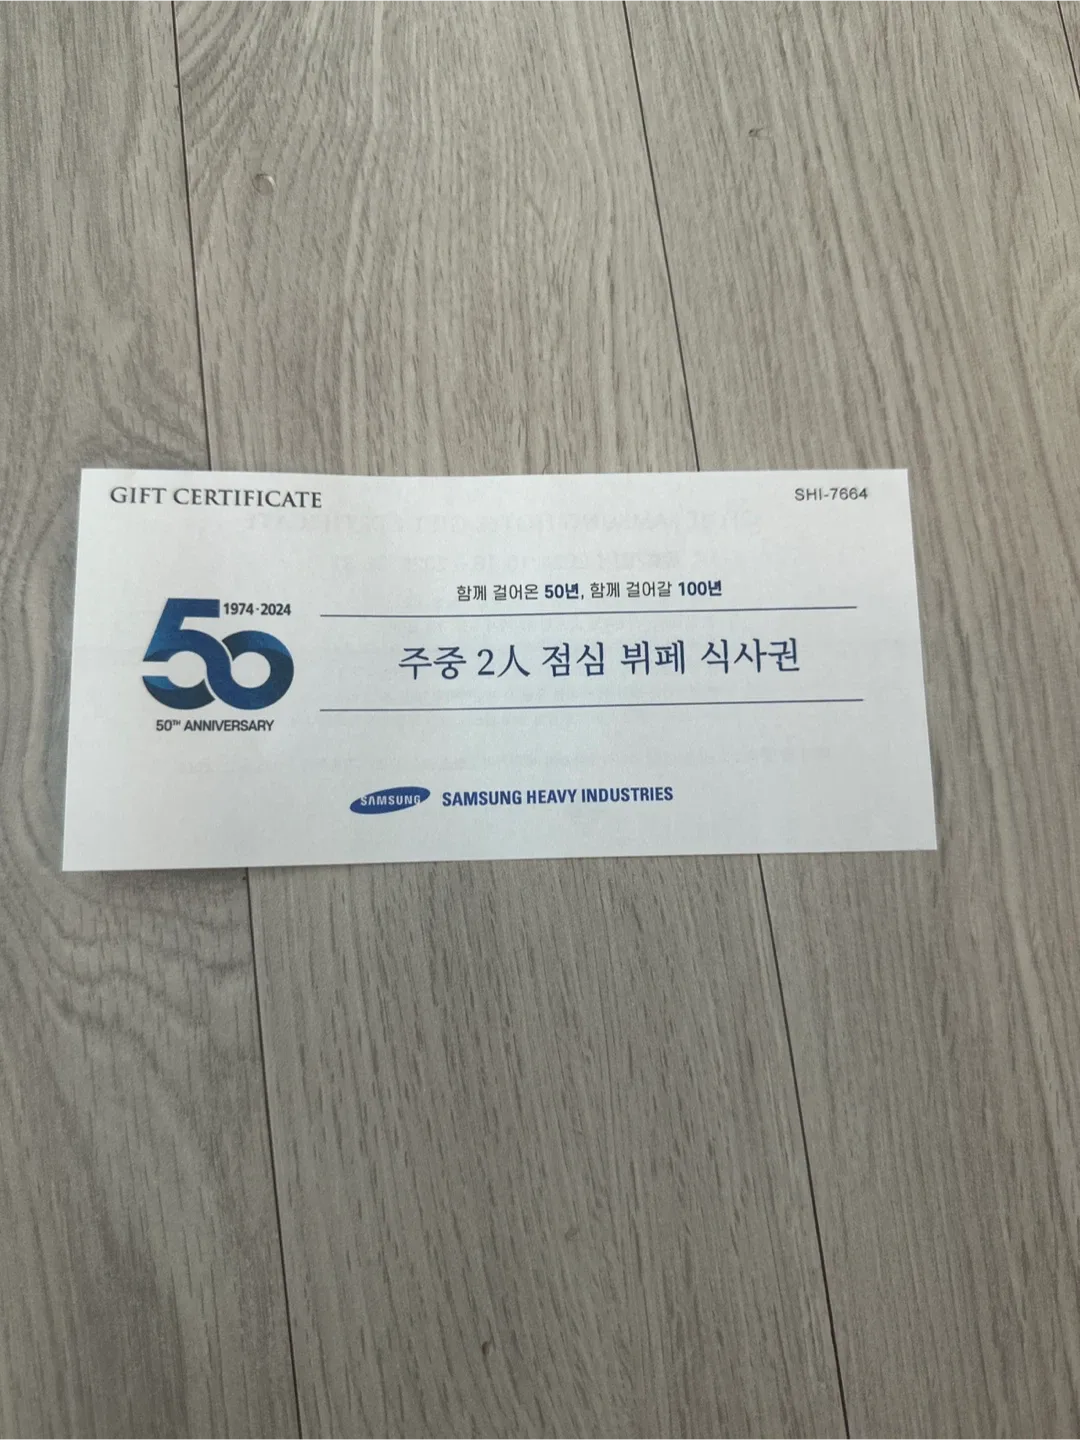 GIFT CERTIFICATE
SHI-7664
함께 걸어온 50년, 함께 걸어갈 100년
1974·2024
50
주중 2人 점심 뷔페 식사권
50TH ANNIVERSARY
SAMSUNG SAMSUNG HEAVY INDUSTRIES